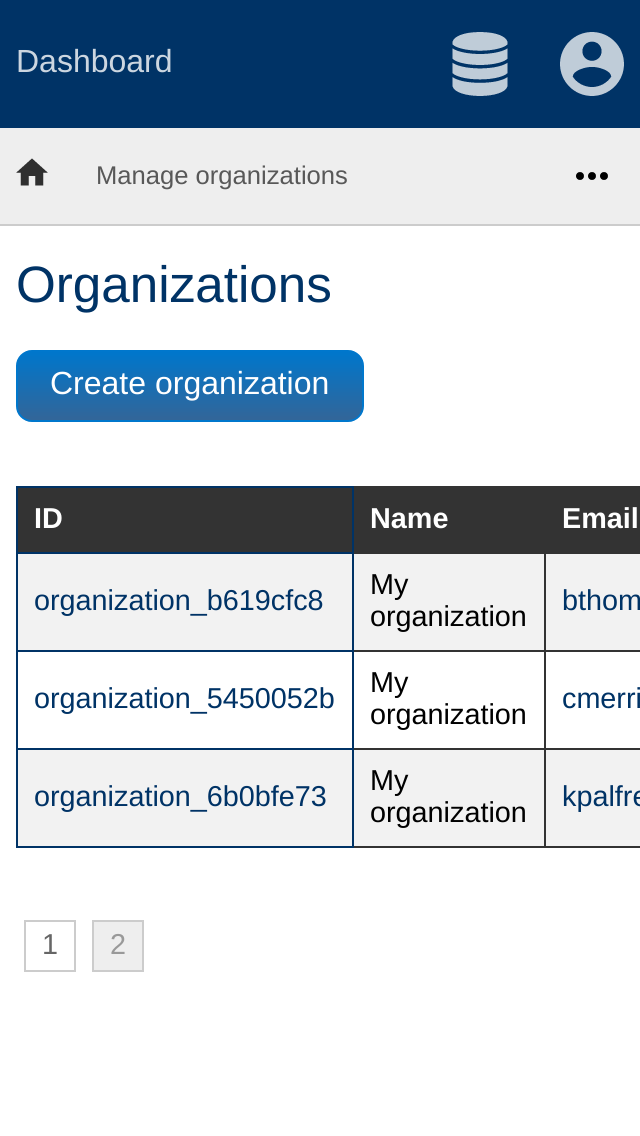 Dashboard
Manage organizations
Organizations
Create organization
ID Name Email
organization_b619cfc8 My organization bthom
organization_5450052b My organization cmerri
organization_6b0bfe73 My organization kpalfre
1 2